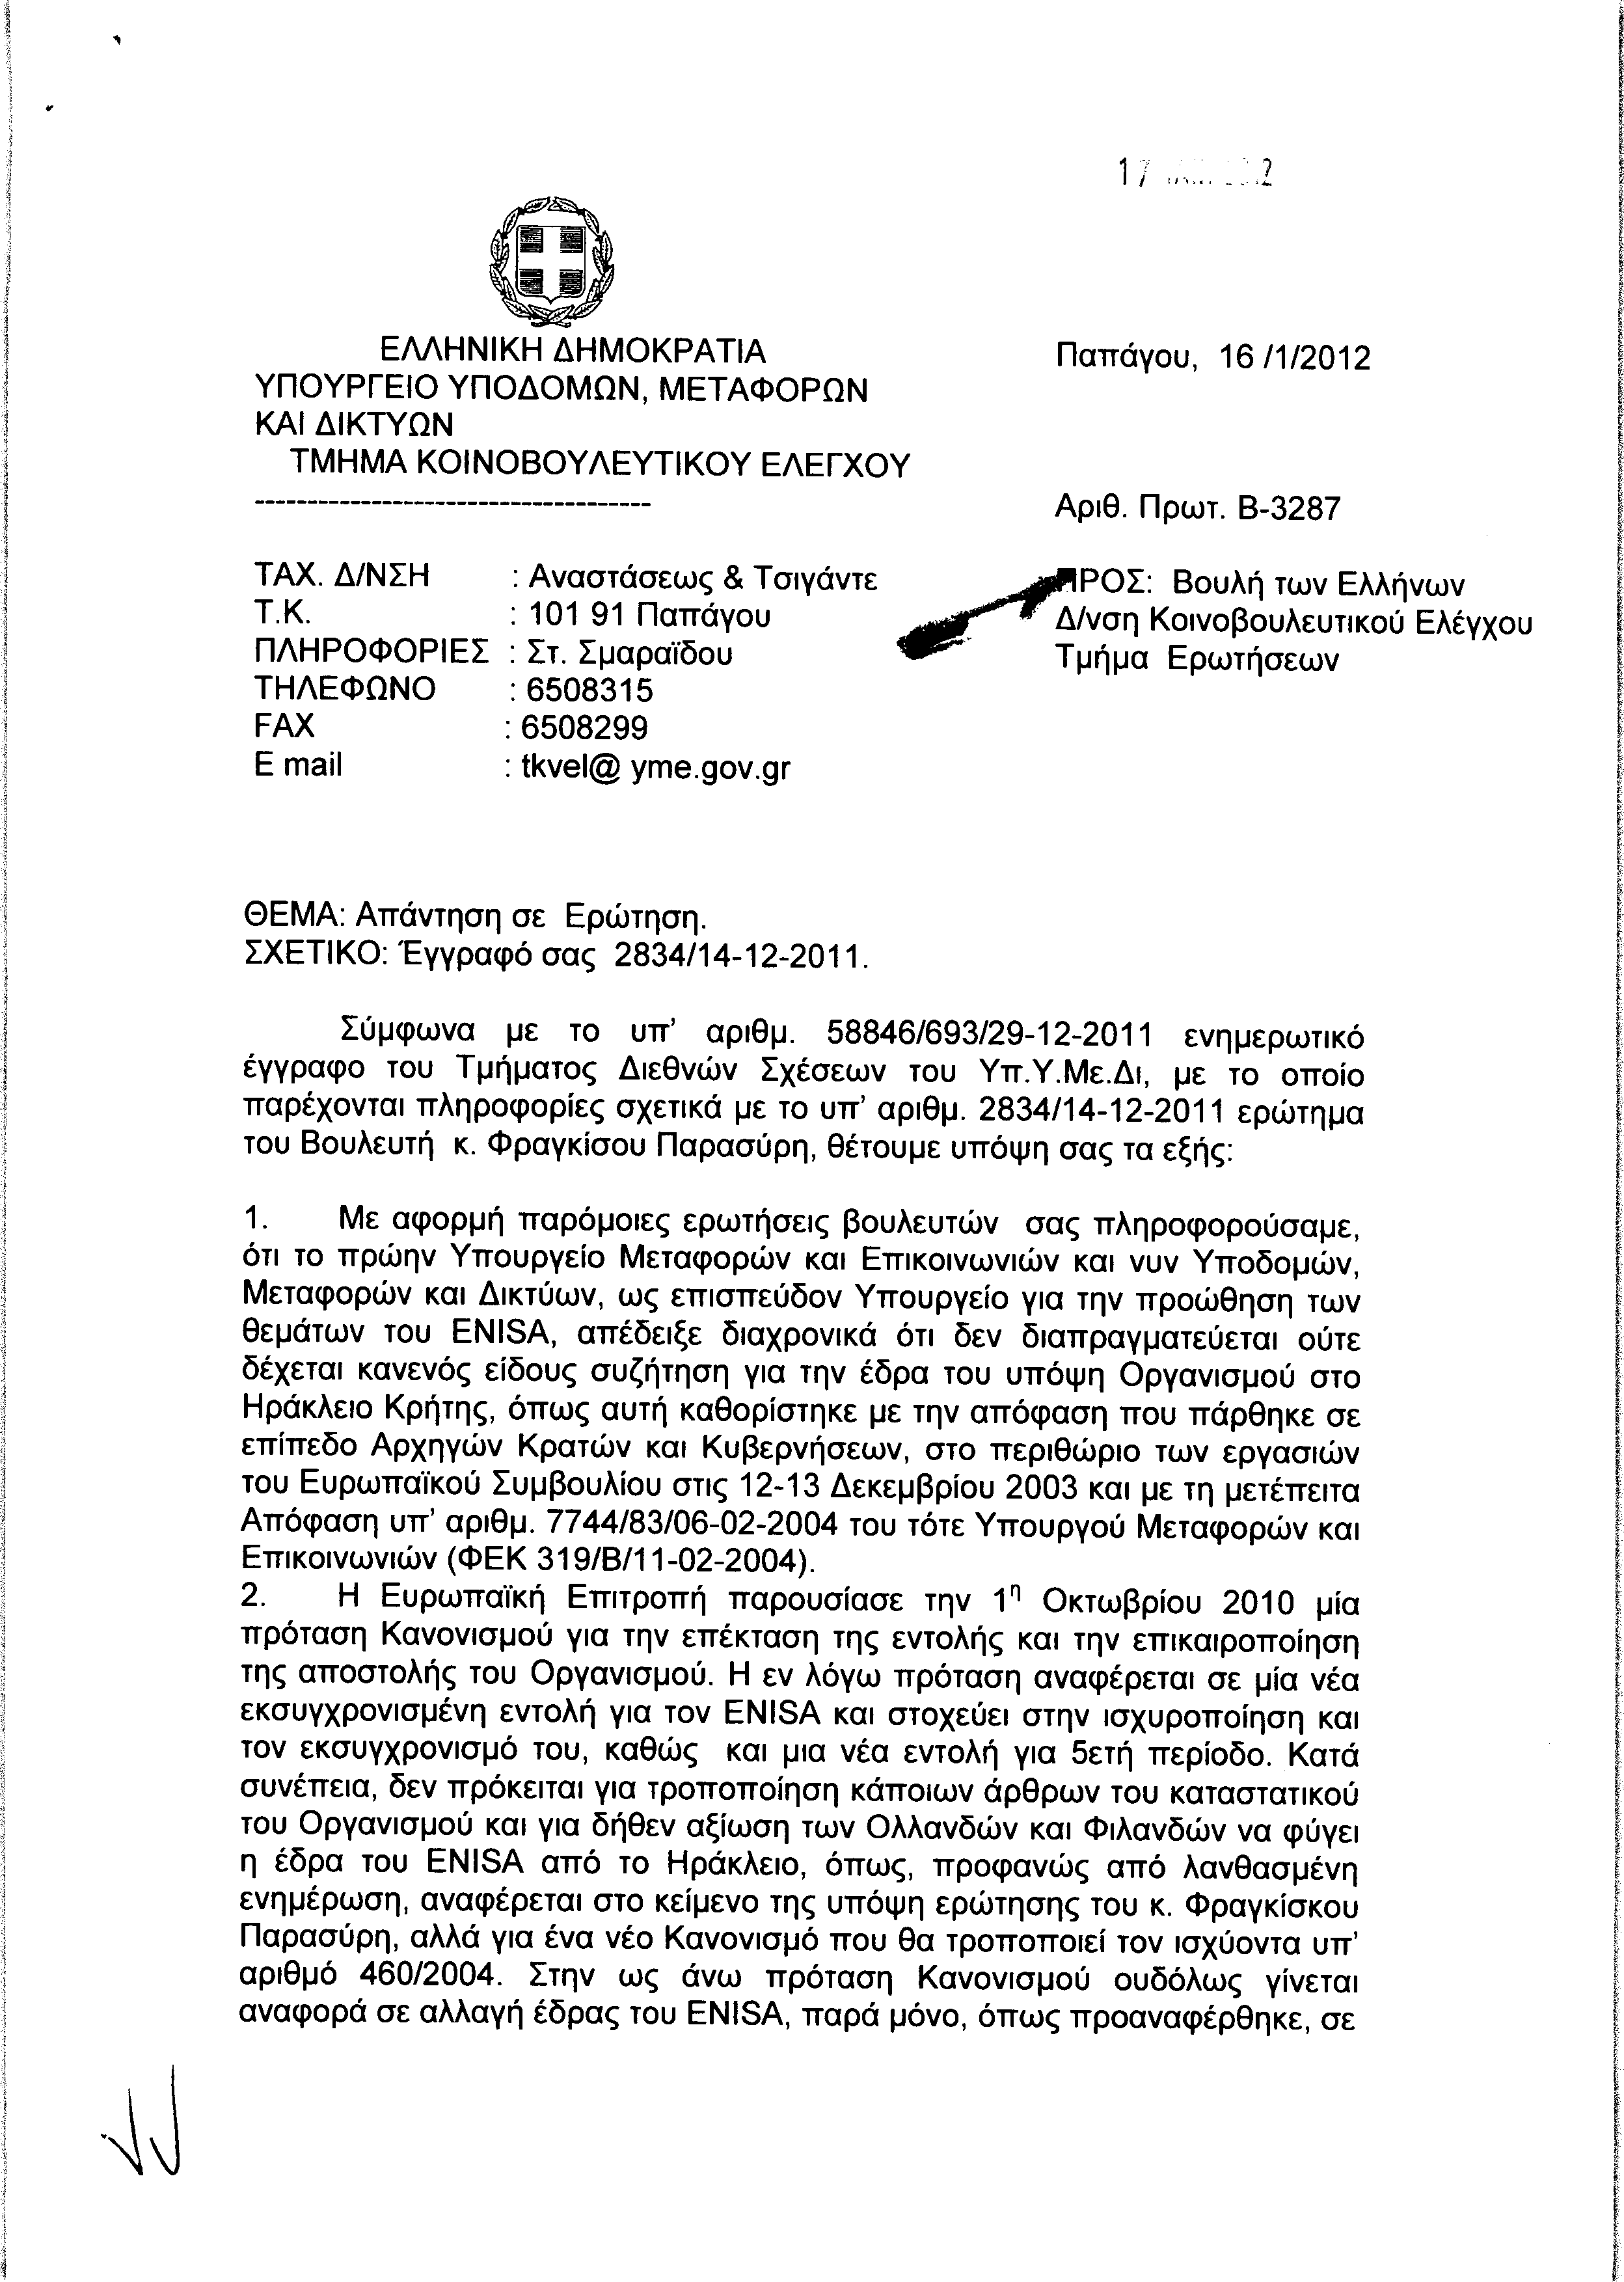 ΕΛΛΗΝΙΚΗ ΔΗΜΟΚΡΑΤΙΑ
ΥΠΟΥΡΓΕΙΟ ΥΠΟΔΟΜΩΝ, ΜΕΤΑΦΟΡΩΝ
ΚΑΙ ΔΙΚΤΥΩΝ
ΤΜΗΜΑ ΚΟΙΝΟΒΟΥΛΕΥΤΙΚΟΥ ΕΛΕΓΧΟΥ
--------------------------------------
Παπάγου, 16 /1/2012
Αριθ. Πρωτ. Β-3287
ΤΑΧ. Δ/ΝΣΗ : Αναστάσεως & Τσιγάντε
Τ.Κ. : 101 91 Παπάγου
ΠΛΗΡΟΦΟΡΙΕΣ : Στ. Σμαραϊδου
ΤΗΛΕΦΩΝΟ : 6508315
FAX : 6508299
E mail : tkvel@ yme.gov.gr
ΠΡΟΣ: Βουλή των Ελλήνων
Δ/νση Κοινοβουλευτικού Ελέγχου
Τμήμα Ερωτήσεων
ΘΕΜΑ: Απάντηση σε Ερώτηση.
ΣΧΕΤΙΚΟ: Έγγραφό σας 2834/14-12-2011.
Σύμφωνα με το υπ' αριθμ. 58846/693/29-12-2011 ενημερωτικό
έγγραφο του Τμήματος Διεθνών Σχέσεων του Υπ.Υ.Με.Δι, με το οποίο
παρέχονται πληροφορίες σχετικά με το υπ' αριθμ. 2834/14-12-2011 ερώτημα
του Βουλευτή κ. Φραγκίσου Παρασύρη, θέτουμε υπόψη σας τα εξής:
1. Με αφορμή παρόμοιες ερωτήσεις βουλευτών σας πληροφορούσαμε,
ότι το πρώην Υπουργείο Μεταφορών και Επικοινωνιών και νυν Υποδομών,
Μεταφορών και Δικτύων, ως επισπεύδον Υπουργείο για την προώθηση των
θεμάτων του ENISA, απέδειξε διαχρονικά ότι δεν διαπραγματεύεται ούτε
δέχεται κανενός είδους συζήτηση για την έδρα του υπόψη Οργανισμού στο
Ηράκλειο Κρήτης, όπως αυτή καθορίστηκε με την απόφαση που πάρθηκε σε
επίπεδο Αρχηγών Κρατών και Κυβερνήσεων, στο περιθώριο των εργασιών
του Ευρωπαϊκού Συμβουλίου στις 12-13 Δεκεμβρίου 2003 και με τη μετέπειτα
Απόφαση υπ' αριθμ. 7744/83/06-02-2004 του τότε Υπουργού Μεταφορών και
Επικοινωνιών (ΦΕΚ 319/Β/11-02-2004).
2. Η Ευρωπαϊκή Επιτροπή παρουσίασε την 1η Οκτωβρίου 2010 μία
πρόταση Κανονισμού για την επέκταση της εντολής και την επικαιροποίηση
της αποστολής του Οργανισμού. Η εν λόγω πρόταση αναφέρεται σε μία νέα
εκσυγχρονισμένη εντολή για τον ENISA και στοχεύει στην ισχυροποίηση και
τον εκσυγχρονισμό του, καθώς και μια νέα εντολή για 5ετή περίοδο. Κατά
συνέπεια, δεν πρόκειται για τροποποίηση κάποιων άρθρων του καταστατικού
του Οργανισμού και για δήθεν αξίωση των Ολλανδών και Φιλανδών να φύγει
η έδρα του ENISA από το Ηράκλειο, όπως, προφανώς από λανθασμένη
ενημέρωση, αναφέρεται στο κείμενο της υπόψη ερώτησης του κ. Φραγκίσκου
Παρασύρη, αλλά για ένα νέο Κανονισμό που θα τροποποιεί τον ισχύοντα υπ'
αριθμό 460/2004. Στην ως άνω πρόταση Κανονισμού ουδόλως γίνεται
αναφορά σε αλλαγή έδρας του ENISA, παρά μόνο, όπως προαναφέρθηκε, σε